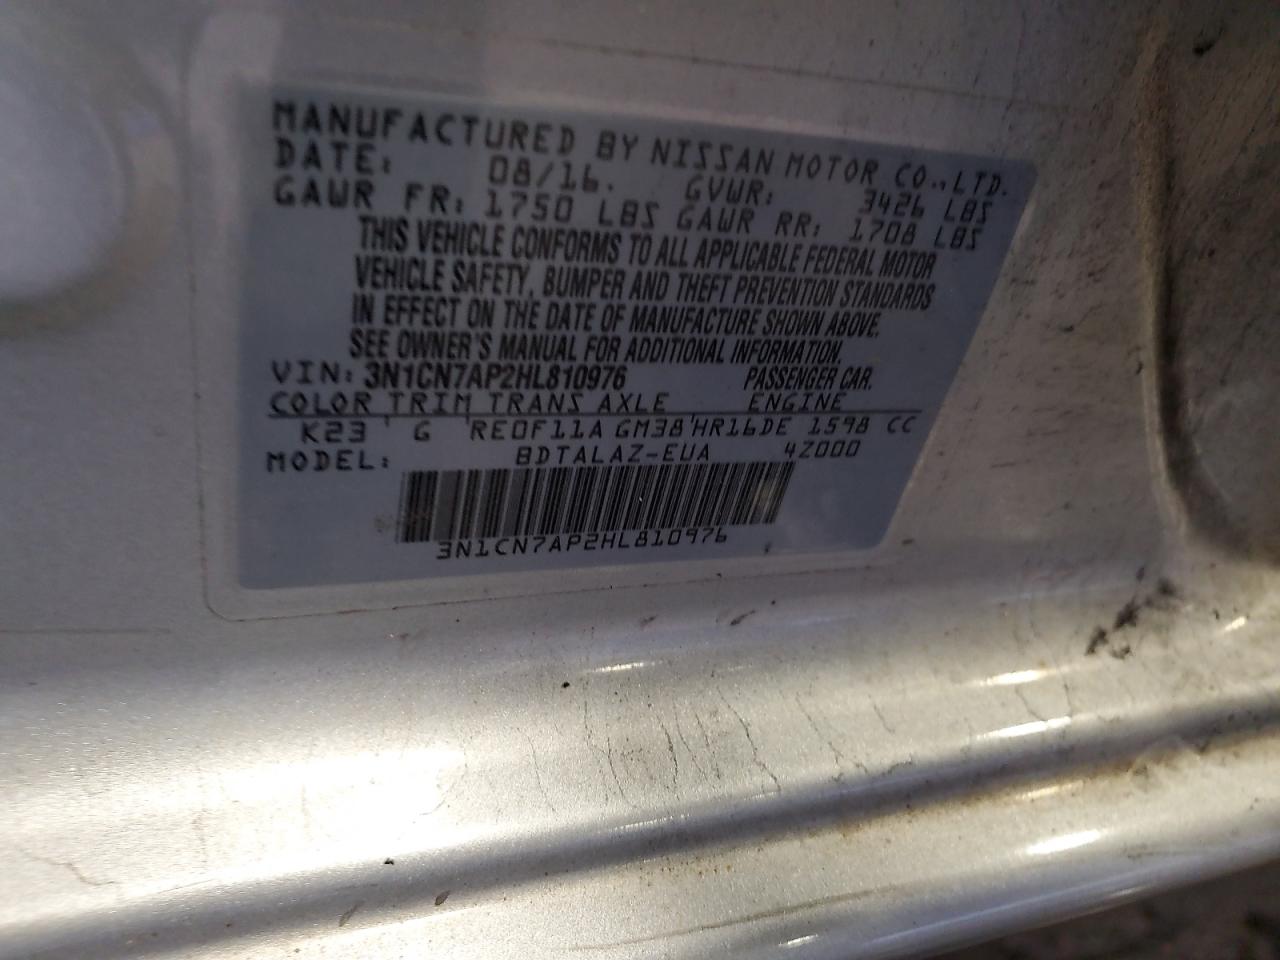 MANUFACTURED BY NISSAN MOTOR CO., LTD.
DATE: 08/16. GVWR: 3426 LBS
GAWR FR: 1750 LBS GAWR RR: 1708 LBS
THIS VEHICLE CONFORMS TO ALL APPLICABLE FEDERAL MOTOR
VEHICLE SAFETY, BUMPER AND THEFT PREVENTION STANDARDS
IN EFFECT ON THE DATE OF MANUFACTURE SHOWN ABOVE.
SEE OWNER'S MANUAL FOR ADDITIONAL INFORMATION.
VIN: 3N1CN7AP2HL810976 PASSENGER CAR.
COLOR TRIM TRANS AXLE ENGINE
K23 G RE0F11A GM38 HR16DE 1598 CC
MODEL: BDTALAZ-EUA 4Z000
3N1CN7AP2HL810976